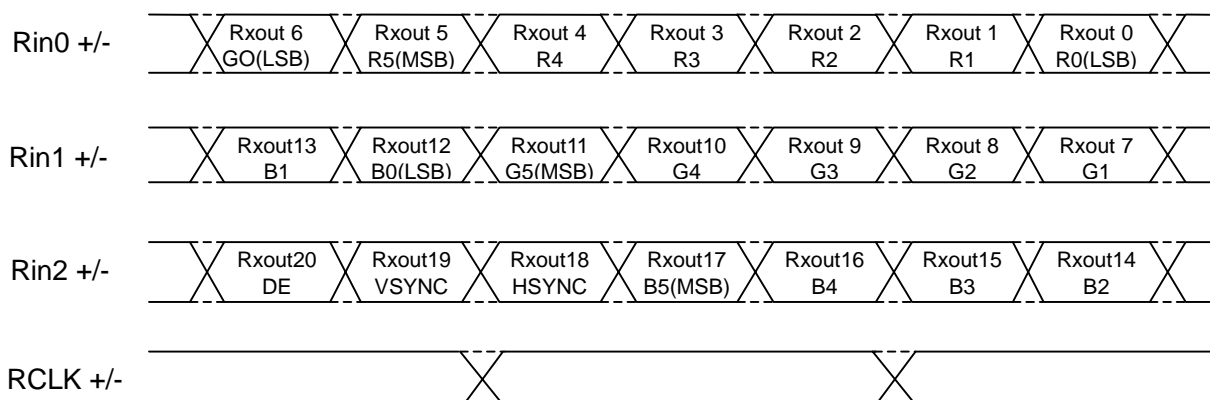 Rin0 +/-
Rxout 6 Rxout 5 Rxout 4 Rxout 3 Rxout 2 Rxout 1 Rxout 0
GO(LSB) R5(MSB) R4 R3 R2 R1 R0(LSB)
Rin1 +/-
Rxout13 Rxout12 Rxout11 Rxout10 Rxout 9 Rxout 8 Rxout 7
B1 B0(LSB) G5(MSB) G4 G3 G2 G1
Rin2 +/-
Rxout20 Rxout19 Rxout18 Rxout17 Rxout16 Rxout15 Rxout14
DE VSYNC HSYNC B5(MSB) B4 B3 B2
RCLK +/-